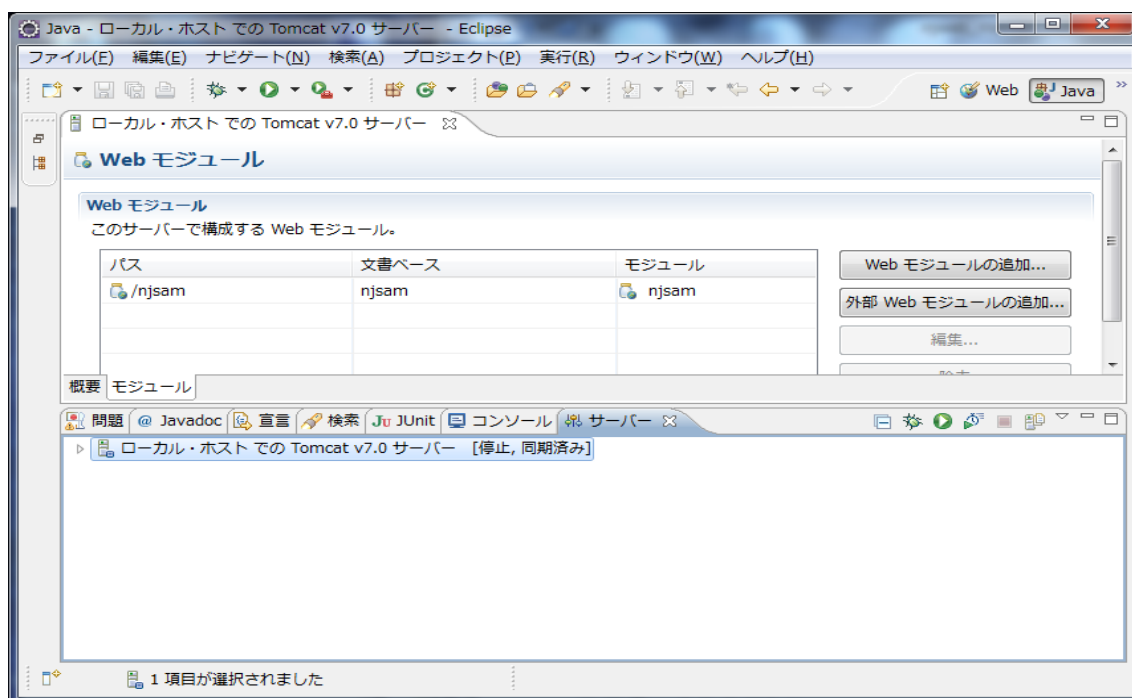 Java - ローカル・ホスト での Tomcat v7.0 サーバー - Eclipse
ファイル(F) 編集(E) ナビゲート(N) 検索(A) プロジェクト(P) 実行(R) ウィンドウ(W) ヘルプ(H)
Web Java
ローカル・ホスト での Tomcat v7.0 サーバー
Web モジュール
Web モジュール
このサーバーで構成する Web モジュール。
パス 文書ベース モジュール
/njsam njsam njsam
Web モジュールの追加...
外部 Web モジュールの追加...
編集...
概要 モジュール
問題 @ Javadoc 宣言 検索 Ju JUnit コンソール サーバー
ローカル・ホスト での Tomcat v7.0 サーバー [停止, 同期済み]
1 項目が選択されました